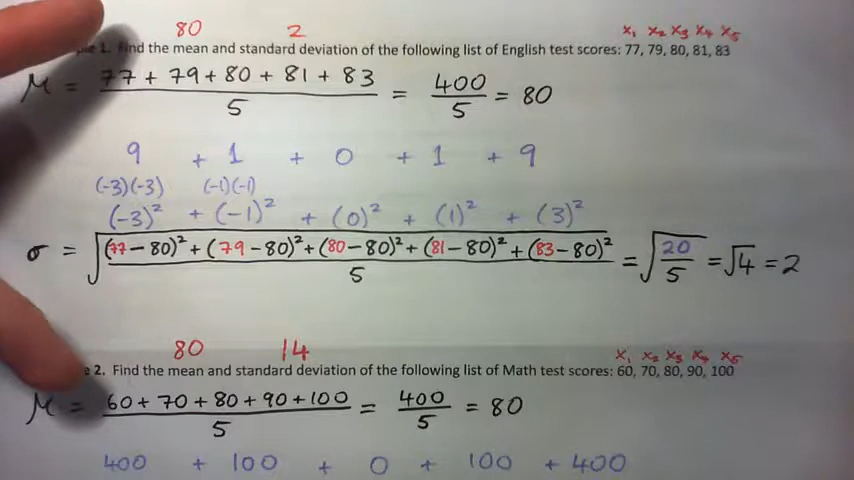 80 2 x₁ x₂ x₃ x₄ x₅
1. Find the mean and standard deviation of the following list of English test scores: 77, 79, 80, 81, 83
μ = 77 + 79 + 80 + 81 + 83 / 5 = 400 / 5 = 80
9 + 1 + 0 + 1 + 9
(-3)(-3) (-1)(-1)
(-3)² + (-1)² + (0)² + (1)² + (3)²
σ = √((77 - 80)² + (79 - 80)² + (80 - 80)² + (81 - 80)² + (83 - 80)² / 5) = √(20 / 5) = √4 = 2
80 14 x₁ x₂ x₃ x₄ x₅
2. Find the mean and standard deviation of the following list of Math test scores: 60, 70, 80, 90, 100
μ = 60 + 70 + 80 + 90 + 100 / 5 = 400 / 5 = 80
400 + 100 + 0 + 100 + 400